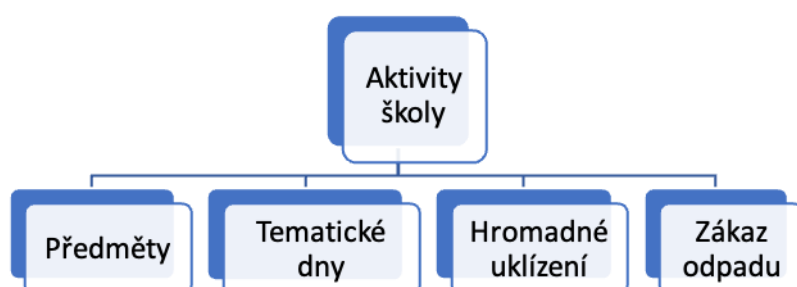 Aktivity
školy
Předměty
Tematické
dny
Hromadné
uklízení
Zákaz
odpadu